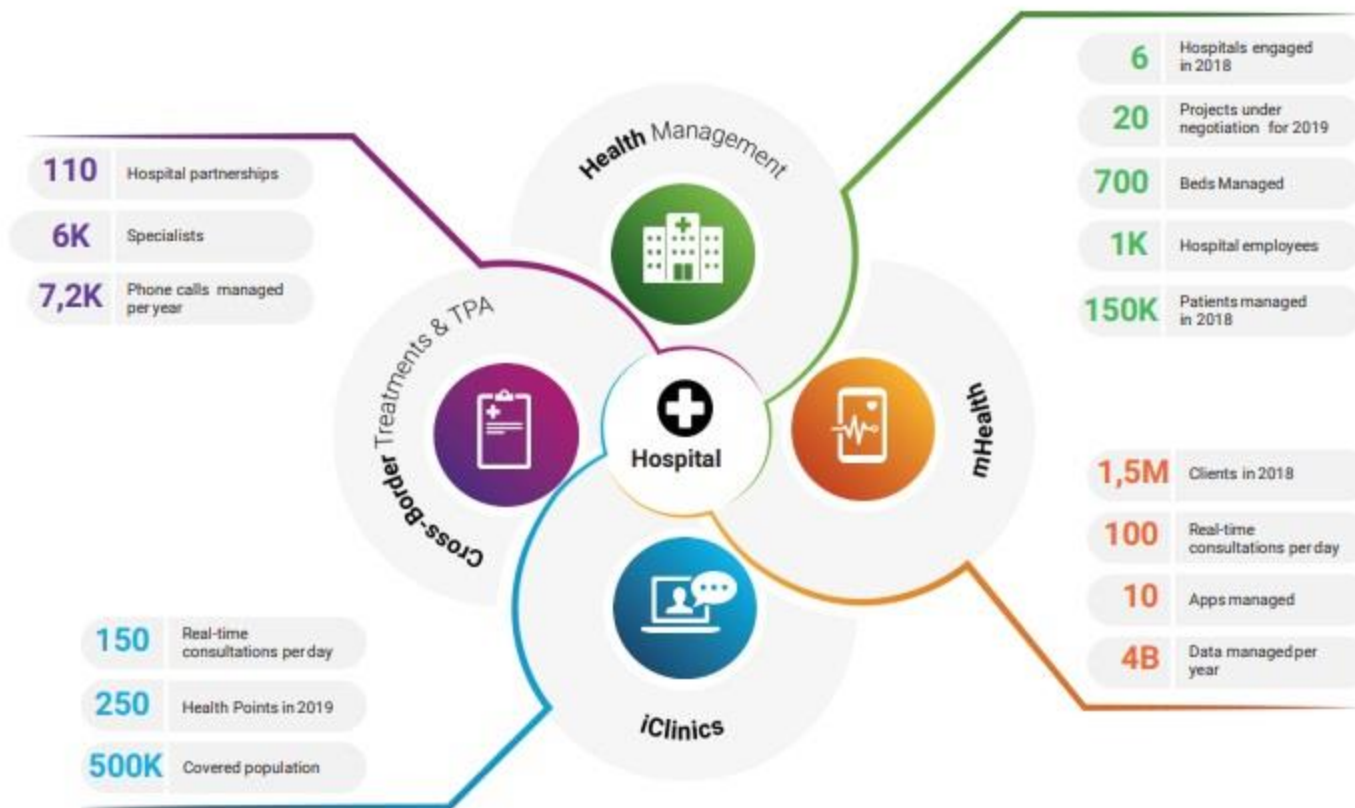 110
Hospital partnerships
6K
Specialists
7,2K
Phone calls managed
per year
Health Management
6
Hospitals engaged
in 2018
20
Projects under
negotiation for 2019
700
Beds Managed
1K
Hospital employees
150K
Patients managed
in 2018
Cross-Border Treatments & TPA
Hospital
mHealth
1,5M
Clients in 2018
100
Real-time
consultations per day
10
Apps managed
4B
Data managed per
year
150
Real-time
consultations per day
250
Health Points in 2019
500K
Covered population
iClinics